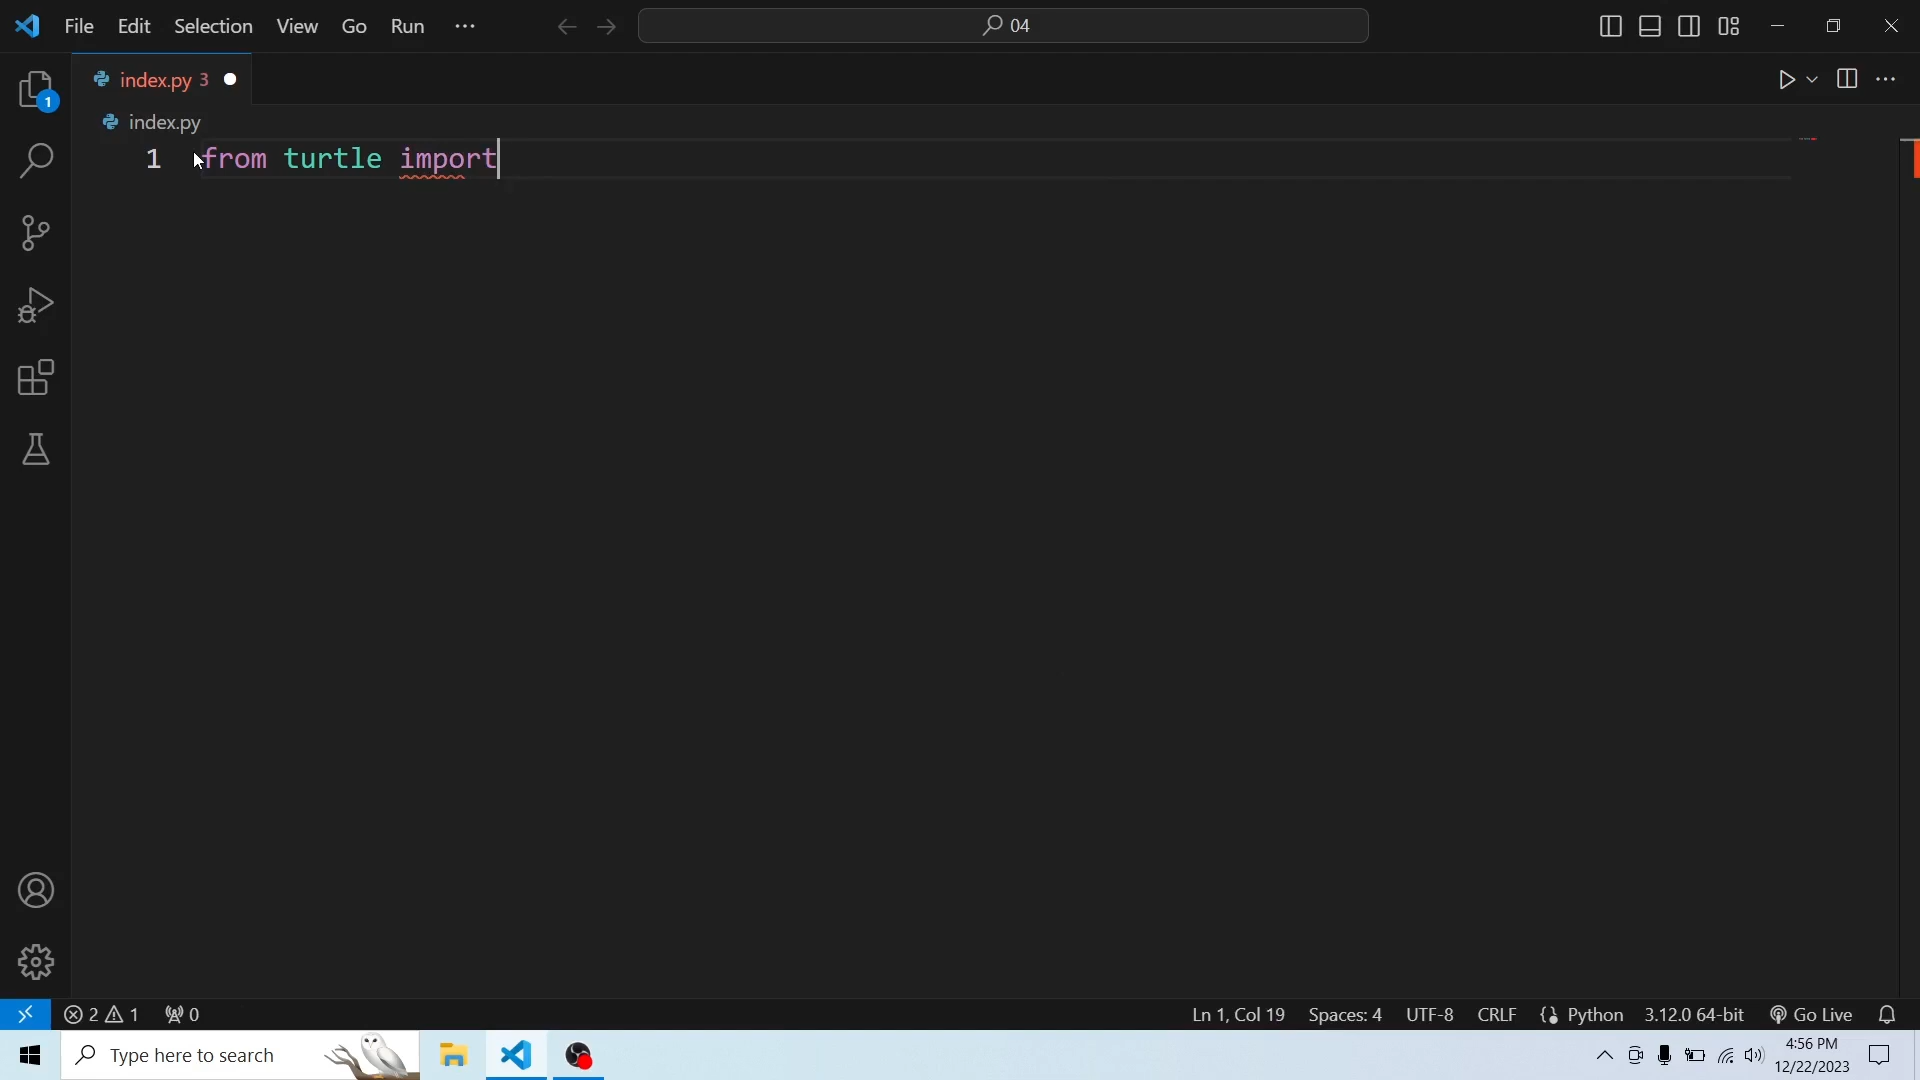 File Edit Selection View Go Run ... 04
index.py 3
index.py
1 from turtle import
1
2 1 0 Ln 1, Col 19 Spaces: 4 UTF-8 CRLF Python 3.12.0 64-bit Go Live
Type here to search
4:56 PM
12/22/2023